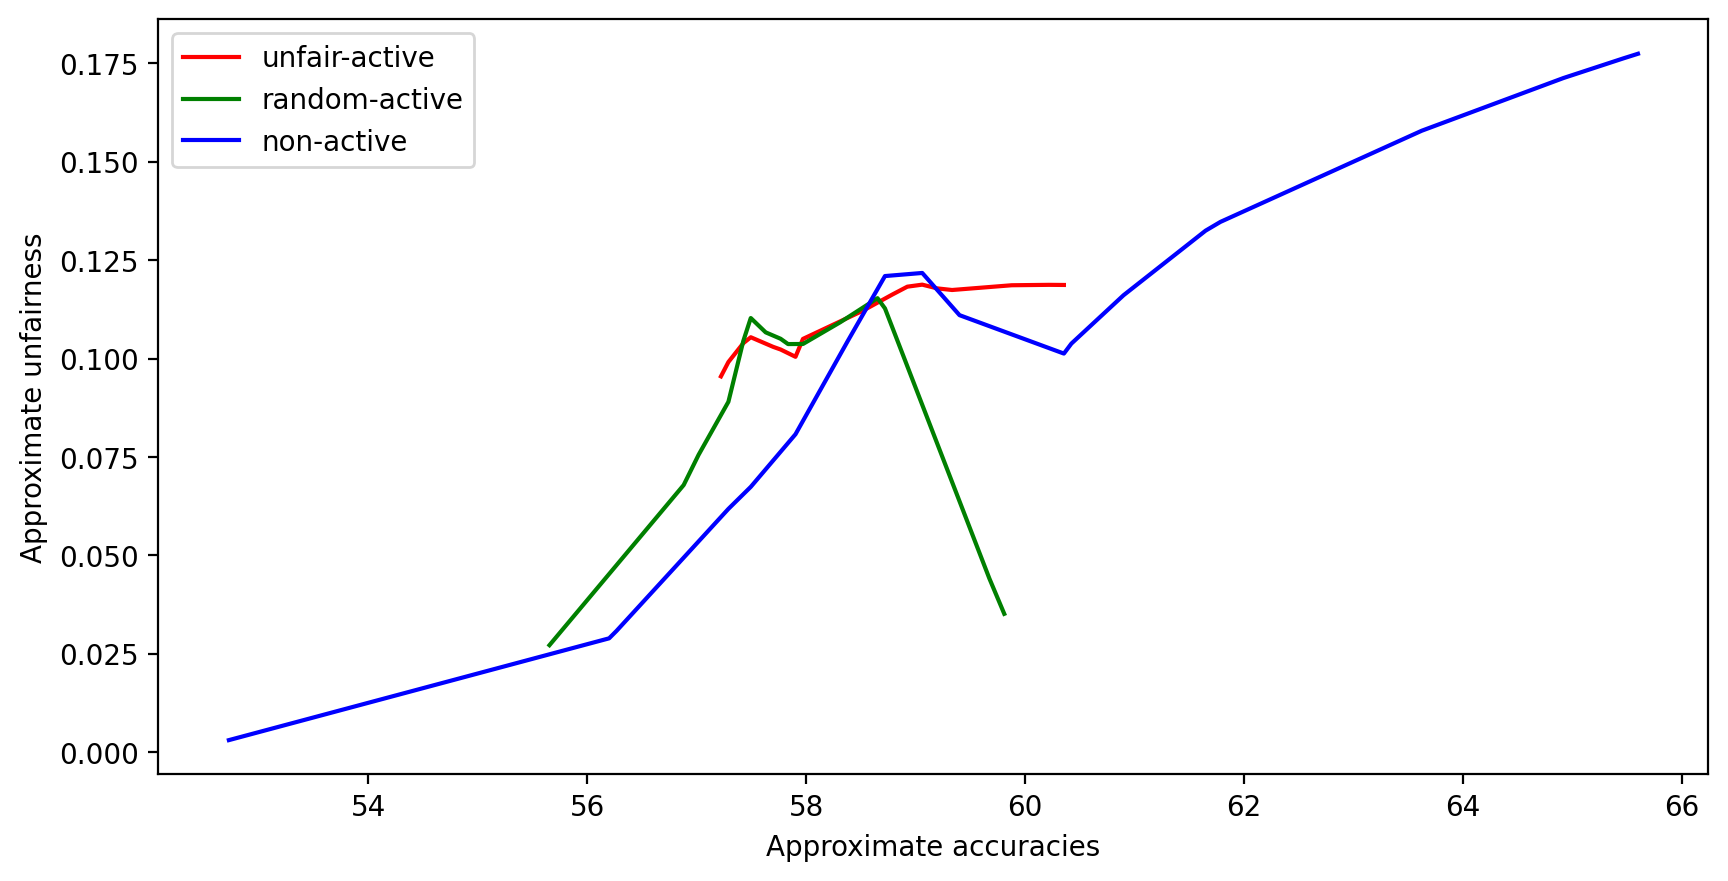 unfair-active
random-active
non-active
Approximate unfairness
0.175
0.150
0.125
0.100
0.075
0.050
0.025
0.000
54 56 58 60 62 64 66
Approximate accuracies